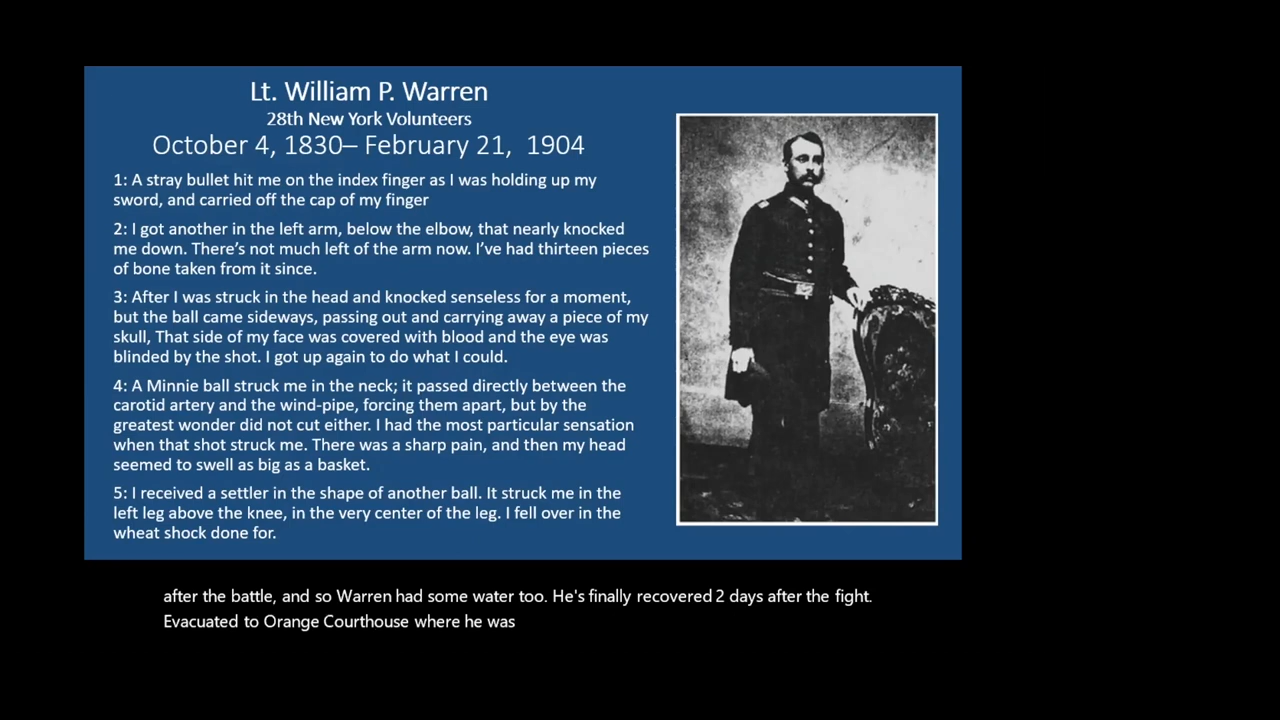 Lt. William P. Warren
28th New York Volunteers
October 4, 1830– February 21, 1904
1: A stray bullet hit me on the index finger as I was holding up my
sword, and carried off the cap of my finger
2: I got another in the left arm, below the elbow, that nearly knocked
me down. There's not much left of the arm now. I've had thirteen pieces
of bone taken from it since.
3: After I was struck in the head and knocked senseless for a moment,
but the ball came sideways, passing out and carrying away a piece of my
skull, That side of my face was covered with blood and the eye was
blinded by the shot. I got up again to do what I could.
4: A Minnie ball struck me in the neck; it passed directly between the
carotid artery and the wind-pipe, forcing them apart, but by the
greatest wonder did not cut either. I had the most particular sensation
when that shot struck me. There was a sharp pain, and then my head
seemed to swell as big as a basket.
5: I received a settler in the shape of another ball. It struck me in the
left leg above the knee, in the very center of the leg. I fell over in the
wheat shock done for.
after the battle, and so Warren had some water too. He's finally recovered 2 days after the fight.
Evacuated to Orange Courthouse where he was